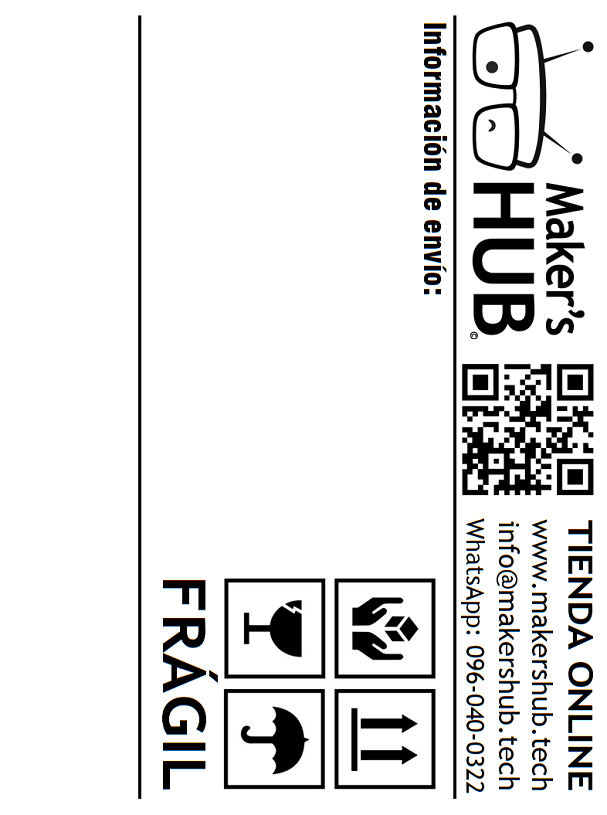 Maker's
HUB
©
TIENDA ONLINE
www.makershub.tech
info@makershub.tech
WhatsApp: 096-040-0322
Información de envío:
FRÁGIL